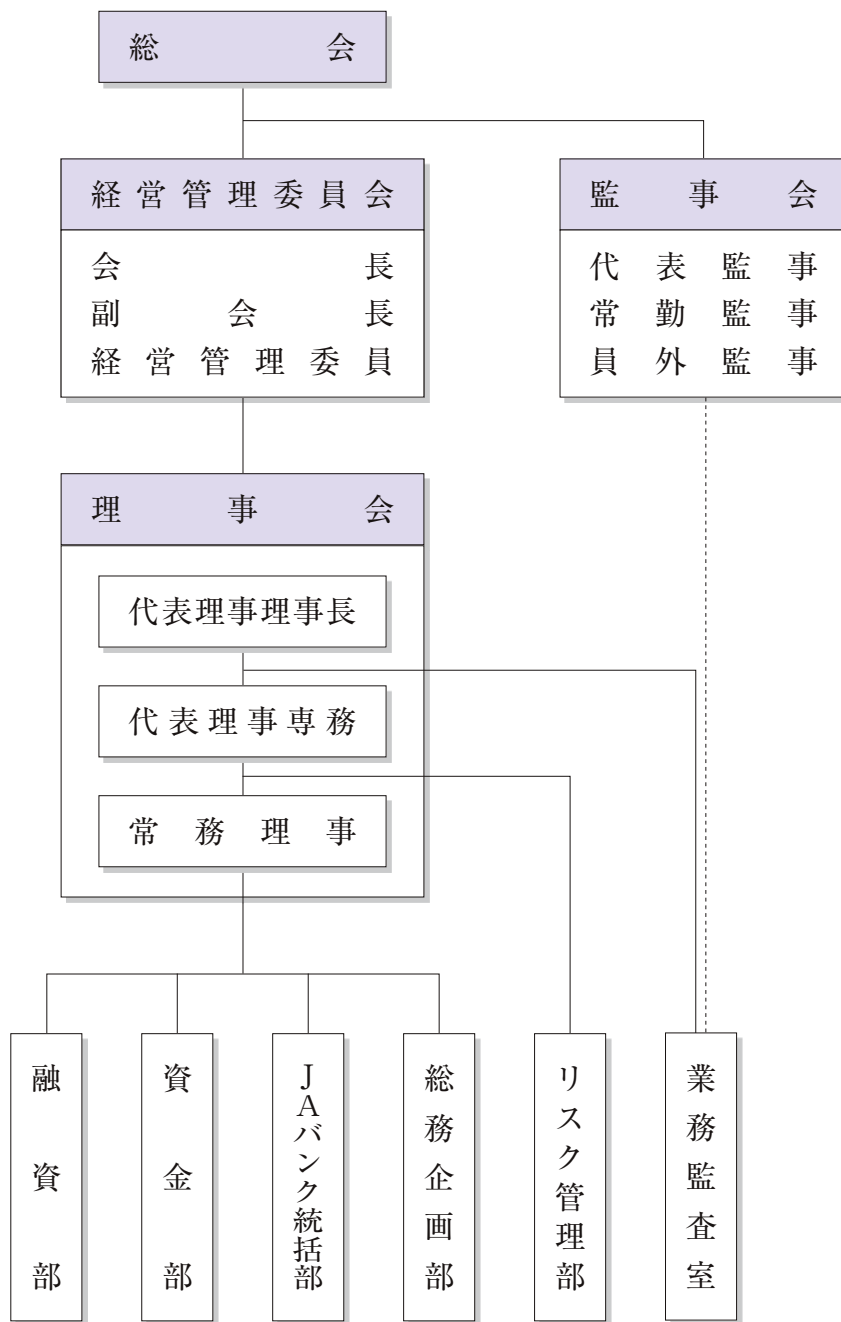 総会
経営管理委員会
会長
副会長
経営管理委員
監事会
代表監事
常勤監事
員外監事
理事会
代表理事理事長
代表理事専務
常務理事
融資部
資金部
JAバンク統括部
総務企画部
リスク管理部
業務監査室